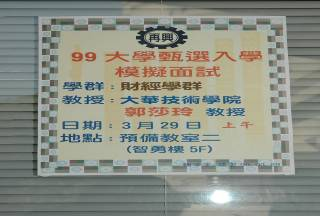 再興
99 大學甄選入學
模擬面試
學群：財經學群
教授：大華技術學院
郭莎玲 教授
日期：3 月 29 日 上午
地點：預備教室二
(智勇樓 5F)